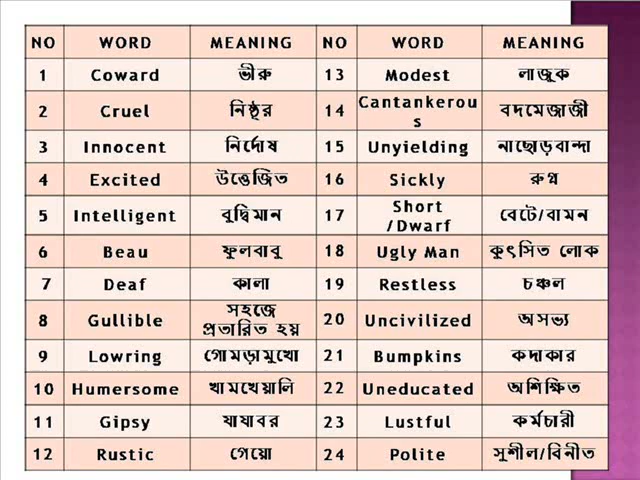 NO WORD MEANING NO WORD MEANING
1 Coward ভীরু 13 Modest লাজুক
2 Cruel নিষ্ঠুর 14 Cantankerou
s বদমেজাজী
3 Innocent নির্দোষ 15 Unyielding নাছোড়বান্দা
4 Excited উত্তেজিত 16 Sickly রুগ্ন
5 Intelligent বুদ্ধিমান 17 Short
/Dwarf বেটে/বামন
6 Beau ফুলবাবু 18 Ugly Man কুৎসিত লোক
7 Deaf কালা 19 Restless চঞ্চল
8 Gullible সহজে
প্রতারিত হয় 20 Uncivilized অসভ্য
9 Lowring গোমড়ামুখো 21 Bumpkins কদাকার
10 Humersome খামখেয়ালি 22 Uneducated অশিক্ষিত
11 Gipsy যাযাবর 23 Lustful কর্মচারী
12 Rustic গেয়ো 24 Polite সুশীল/বিনীত